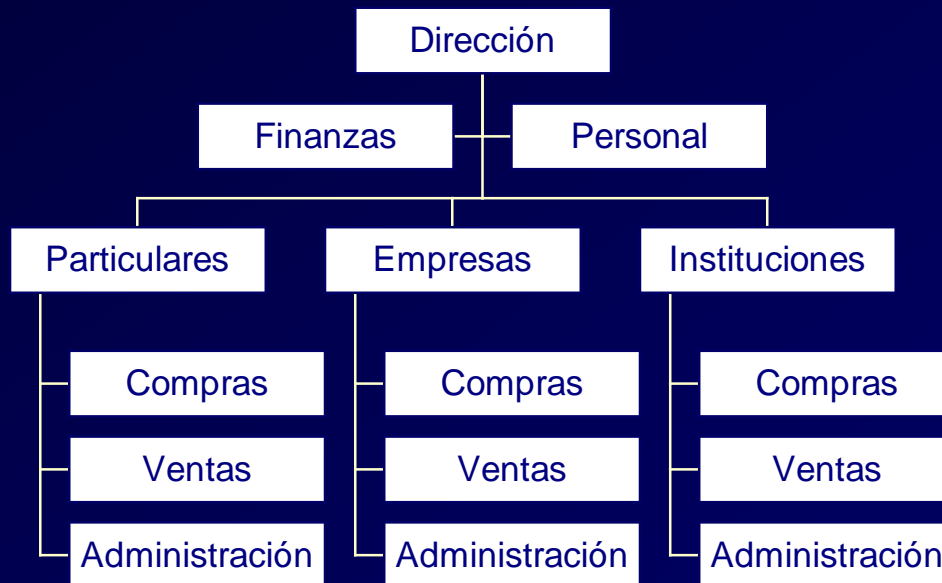 Dirección
Finanzas
Personal
Particulares
Empresas
Instituciones
Compras
Compras
Compras
Ventas
Ventas
Ventas
Administración
Administración
Administración